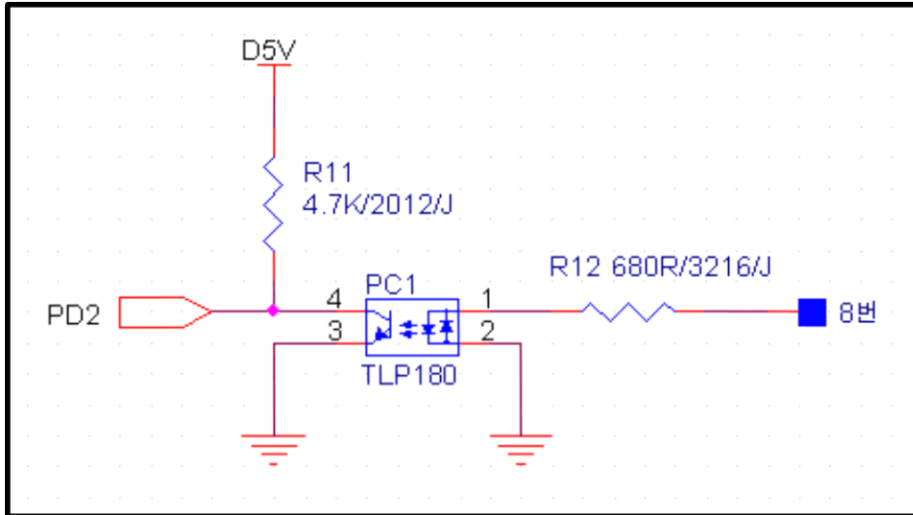 D5V
R11
4.7K/2012/J
R12 680R/3216/J
PC1
4
1
PD2
8번
3
2
TLP180